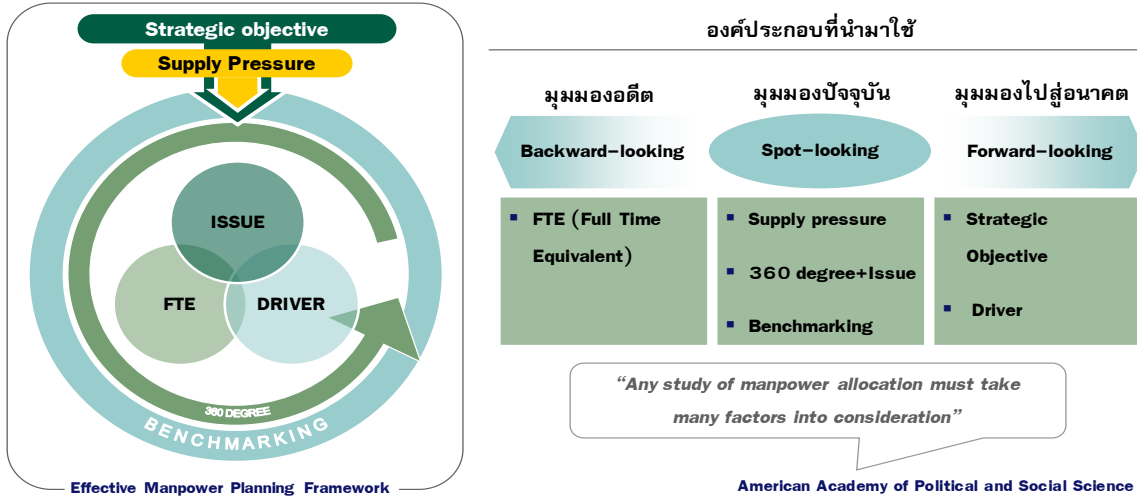 Strategic objective
Supply Pressure
ISSUE
FTE
DRIVER
360 DEGREE
BENCHMARKING
Effective Manpower Planning Framework
องค์ประกอบที่นำมาใช้
มุมมองอดีต
มุมมองปัจจุบัน
มุมมองไปสู่อนาคต
Backward-looking
Spot-looking
Forward-looking
▪ FTE (Full Time
Equivalent)
▪ Supply pressure
▪ 360 degree+Issue
▪ Benchmarking
▪ Strategic
Objective
▪ Driver
“Any study of manpower allocation must take
many factors into consideration”
American Academy of Political and Social Science